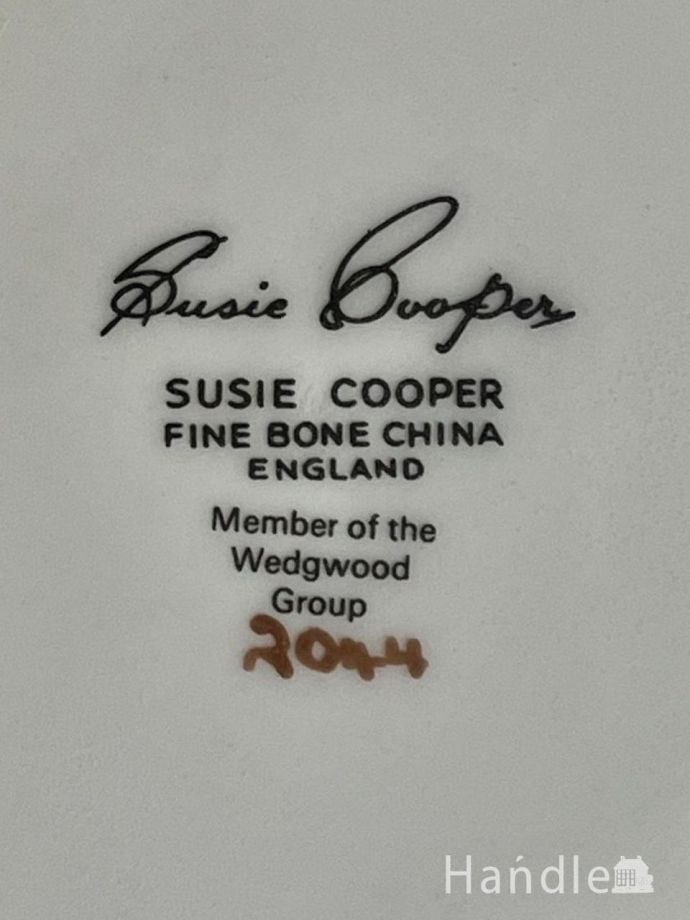 Susie Cooper
SUSIE COOPER
FINE BONE CHINA
ENGLAND
Member of the
Wedgwood
Group
2044
Handle